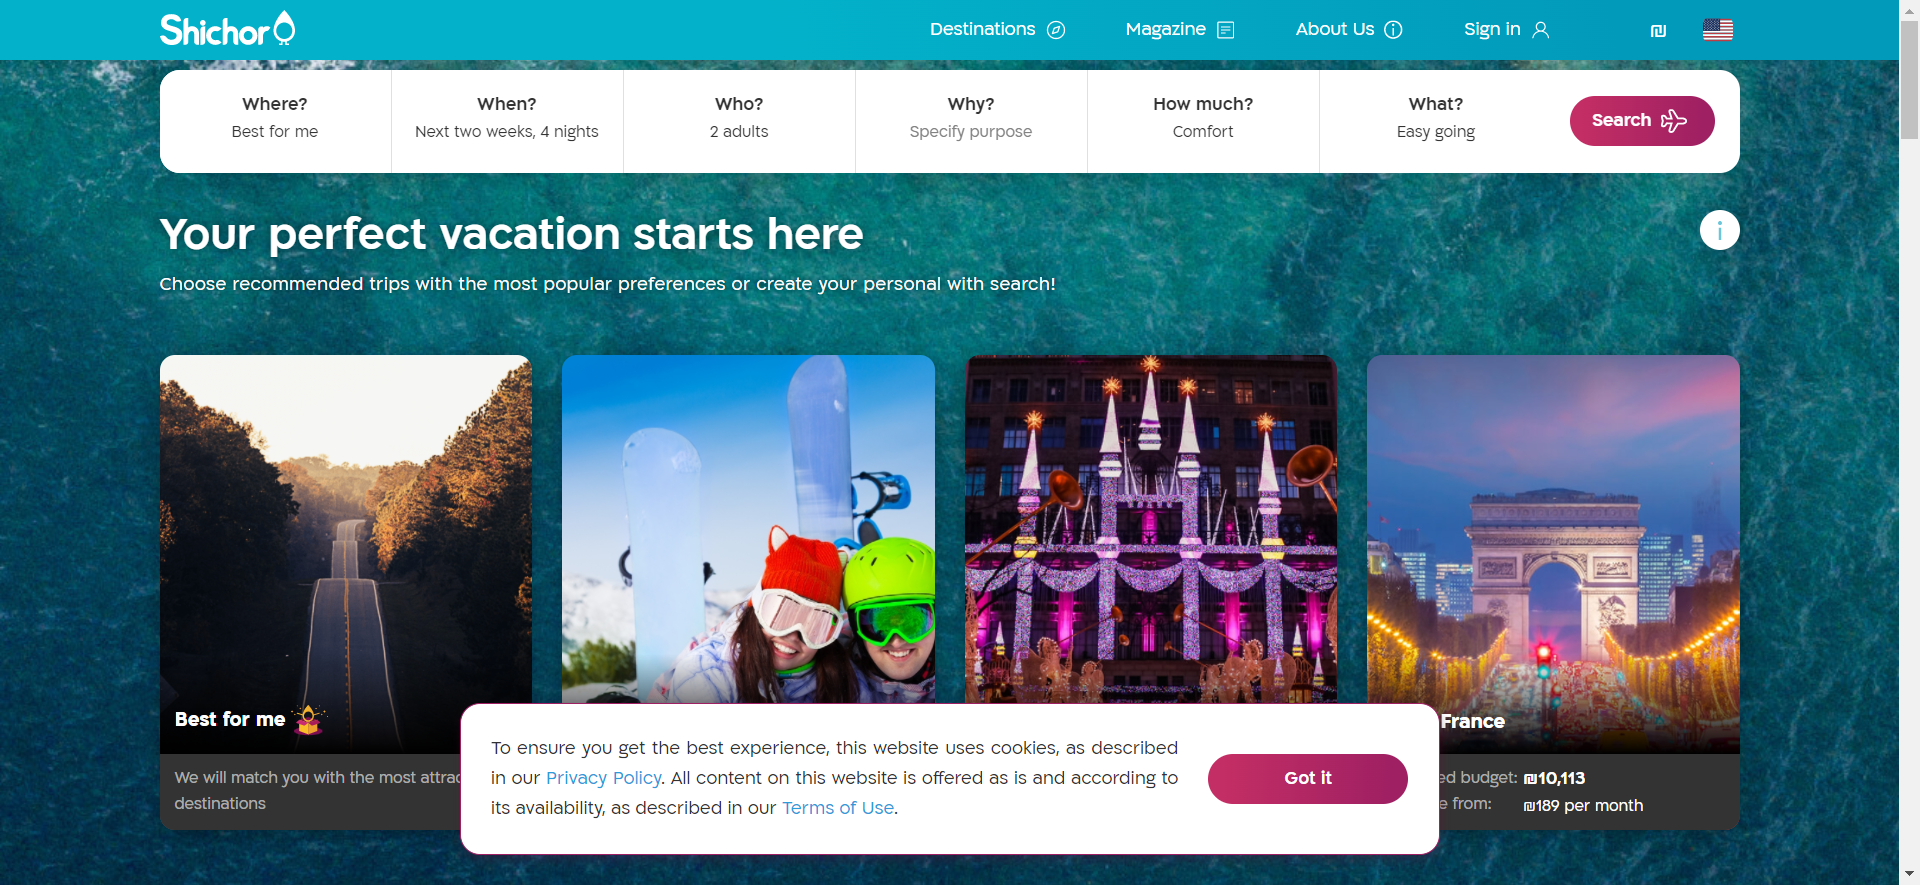 Shichor
Destinations
Magazine
About Us
Sign in
₪
Where?
Best for me
When?
Next two weeks, 4 nights
Who?
2 adults
Why?
Specify purpose
How much?
Comfort
What?
Easy going
Search
Your perfect vacation starts here
i
Choose recommended trips with the most popular preferences or create your personal with search!
Best for me
We will match you with the most attrac
destinations
France
ed budget: ₪10,113
e from: ₪189 per month
To ensure you get the best experience, this website uses cookies, as described
in our Privacy Policy. All content on this website is offered as is and according to
its availability, as described in our Terms of Use.
Got it